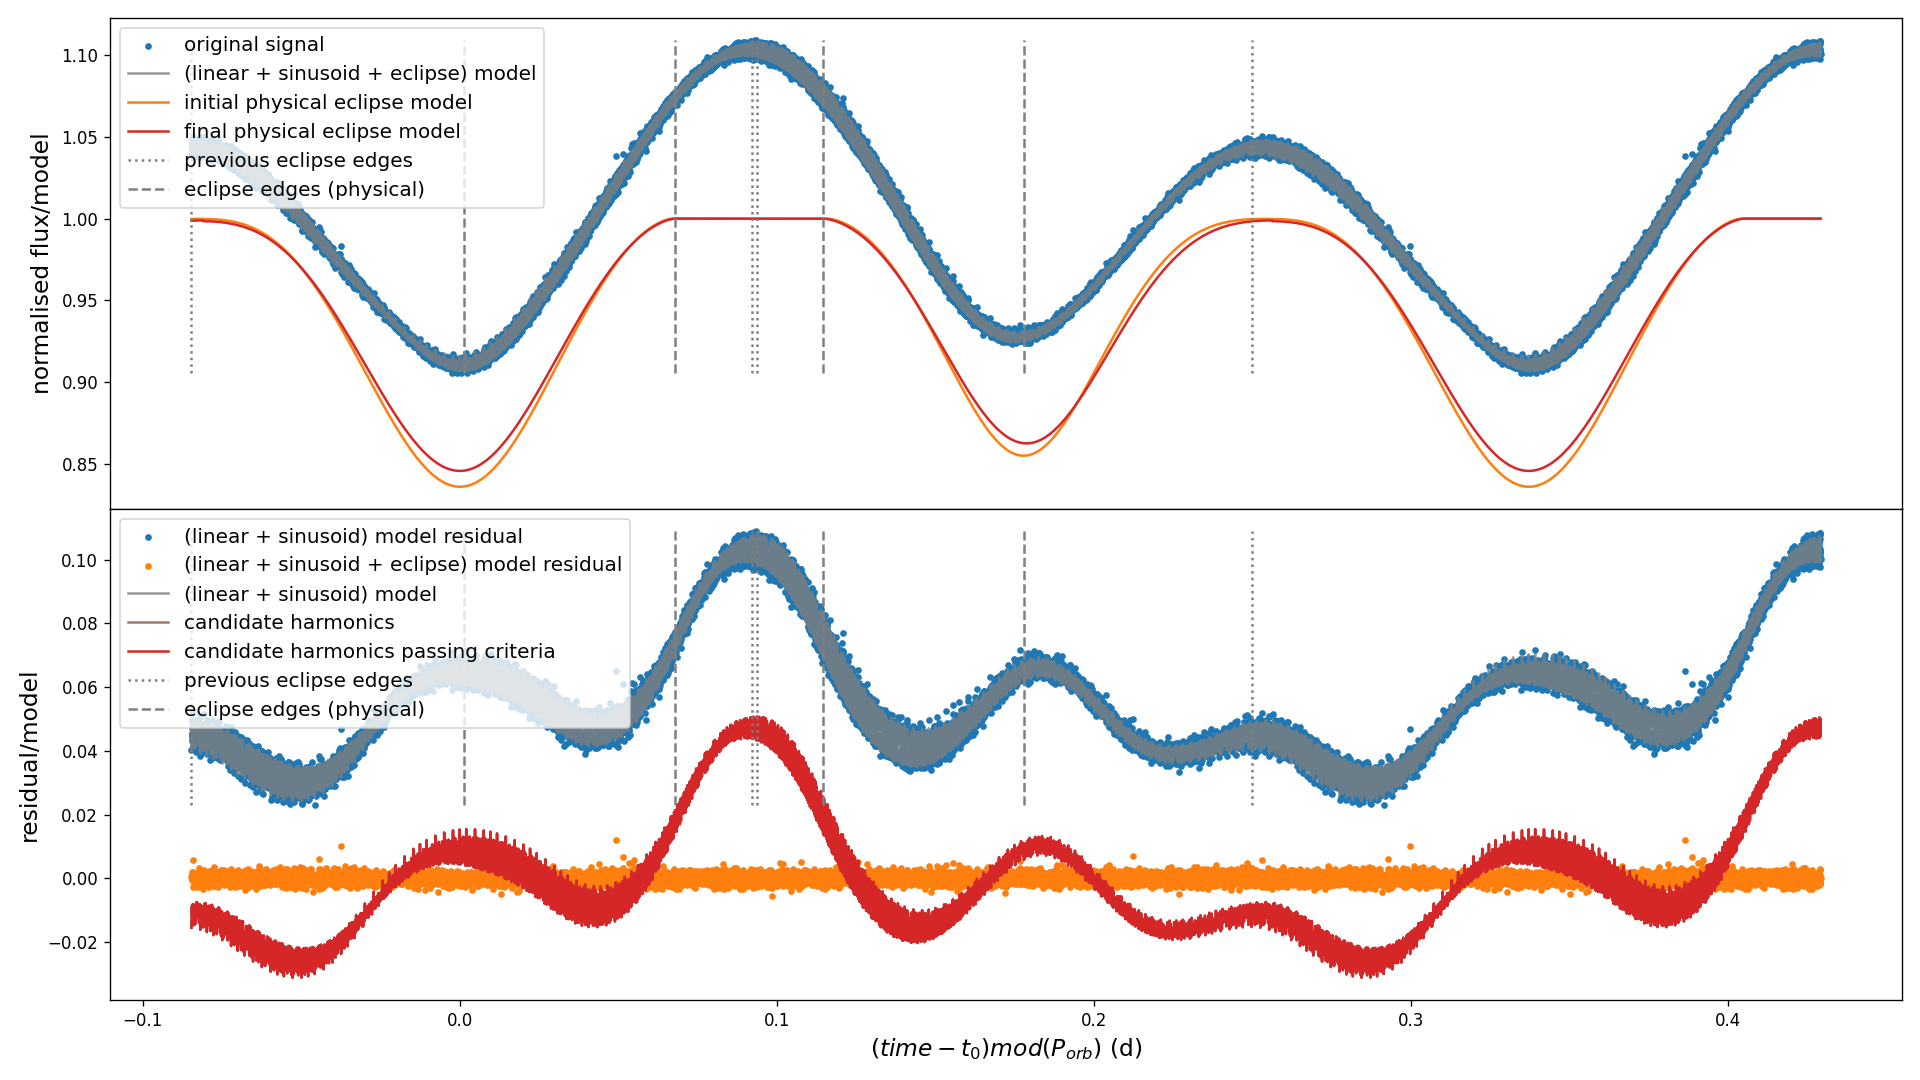 original signal
(linear + sinusoid + eclipse) model
initial physical eclipse model
final physical eclipse model
previous eclipse edges
eclipse edges (physical)
normalised flux/model
1.10
1.05
1.00
0.95
0.90
0.85
(linear + sinusoid) model residual
(linear + sinusoid + eclipse) model residual
(linear + sinusoid) model
candidate harmonics
candidate harmonics passing criteria
previous eclipse edges
eclipse edges (physical)
residual/model
0.10
0.08
0.06
0.04
0.02
0.00
−0.02
−0.1 0.0 0.1 0.2 0.3 0.4
(time − t₀)mod(Pₒᵣb) (d)